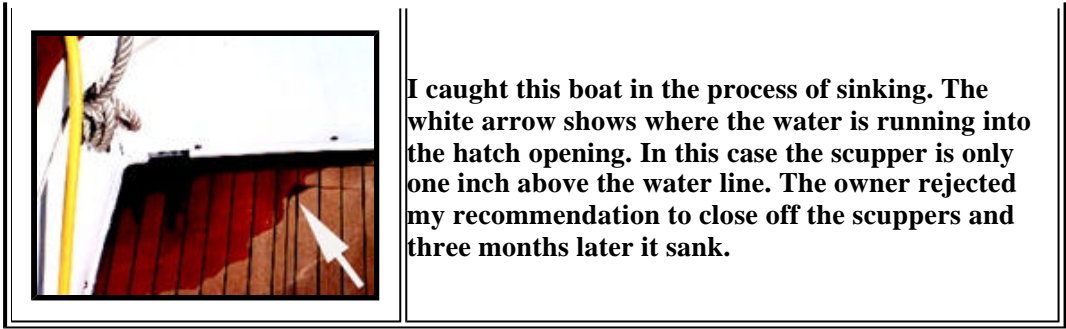 I caught this boat in the process of sinking. The
white arrow shows where the water is running into
the hatch opening. In this case the scupper is only
one inch above the water line. The owner rejected
my recommendation to close off the scuppers and
three months later it sank.